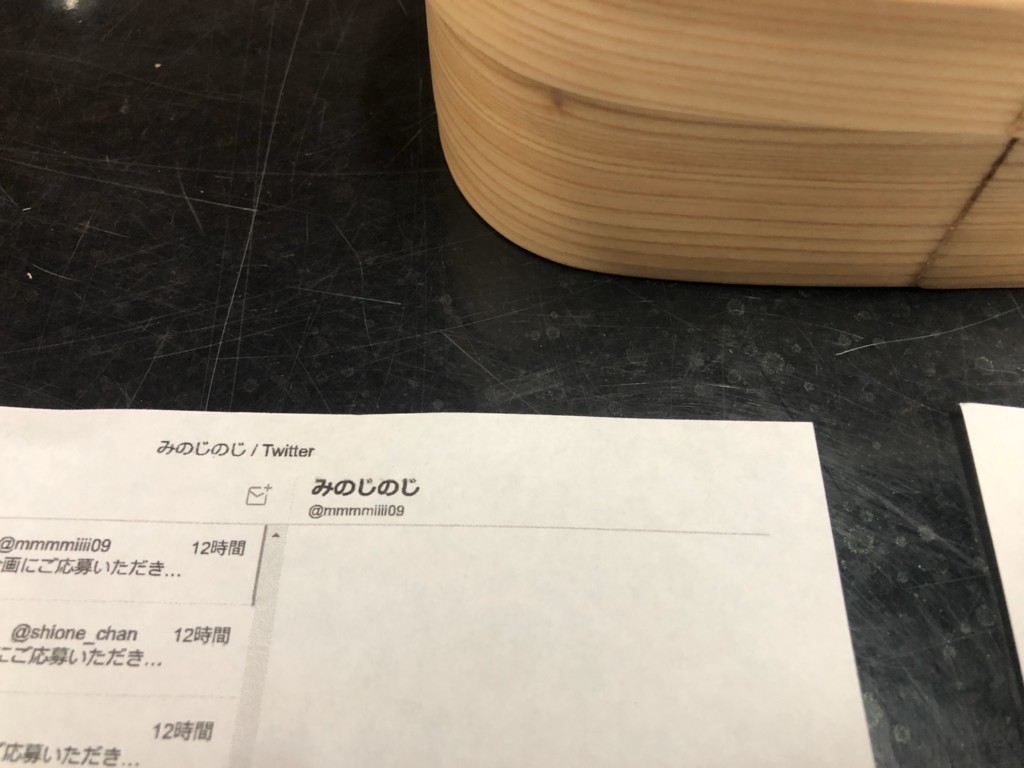 みのじのじ / Twitter
みのじのじ
@mmmmiiii09
@mmmmiiii09 12時間
画にご応募いただき…
@shione_chan 12時間
にご応募いただき…
12時間
ご応募いただき…